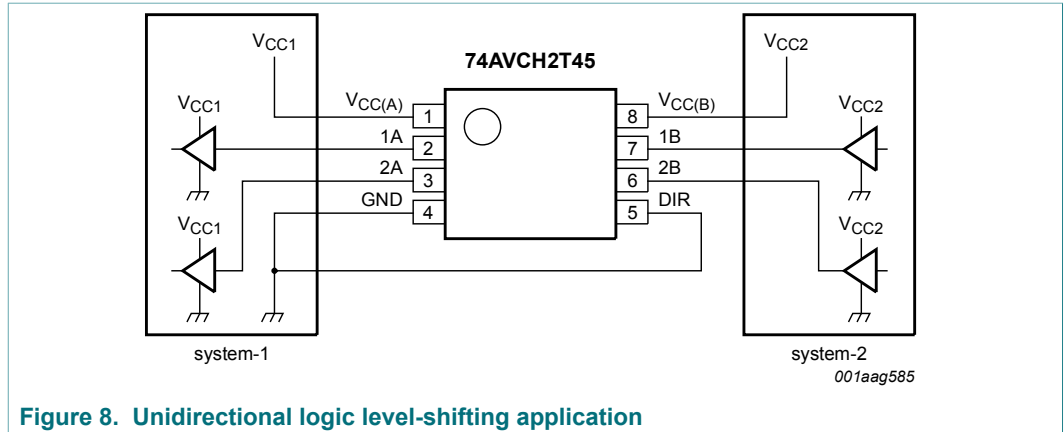 74AVCH2T45
VCC1
VCC1
VCC1
system-1
VCC(A)
1A
2A
GND
1
2
3
4
8
7
6
5
VCC(B)
1B
2B
DIR
VCC2
VCC2
VCC2
system-2
001aag585
Figure 8. Unidirectional logic level-shifting application